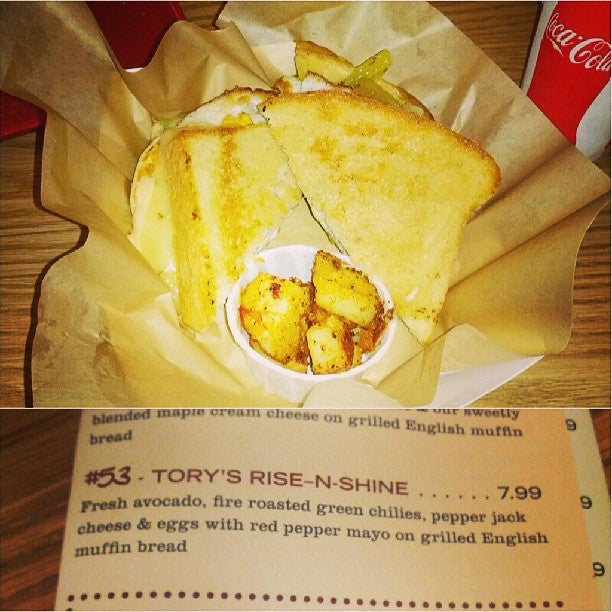 Coca-Cola
blended maple cream cheese on grilled English muffin
bread
9
#53 - TORY'S RISE-N-SHINE ...... 7.99
Fresh avocado, fire roasted green chilies, pepper jack
cheese & eggs with red pepper mayo on grilled English
muffin bread
9
9